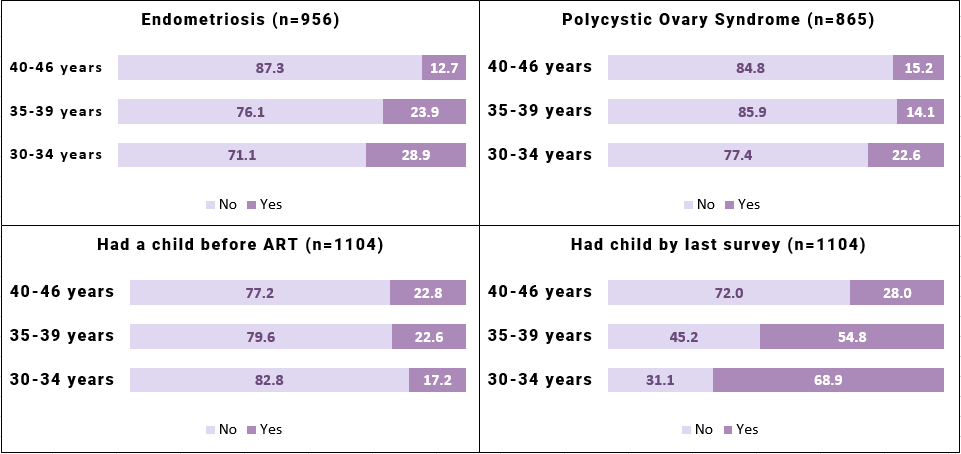 Endometriosis (n=956)
40-46 years 87.3 12.7
35-39 years 76.1 23.9
30-34 years 71.1 28.9
No Yes
Polycystic Ovary Syndrome (n=865)
40-46 years 84.8 15.2
35-39 years 85.9 14.1
30-34 years 77.4 22.6
No Yes
Had a child before ART (n=1104)
40-46 years 77.2 22.8
35-39 years 79.6 22.6
30-34 years 82.8 17.2
No Yes
Had child by last survey (n=1104)
40-46 years 72.0 28.0
35-39 years 45.2 54.8
30-34 years 31.1 68.9
No Yes